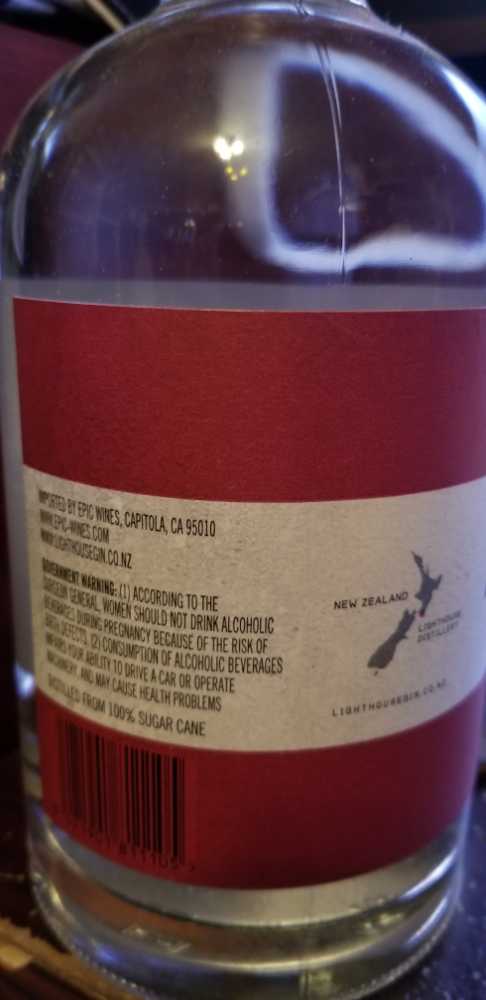 IMPORTED BY EPIC WINES, CAPITOLA, CA 95010
WWW.EPIC-WINES.COM
WWW.LIGHTHOUSEGIN.CO.NZ
GOVERNMENT WARNING: (1) ACCORDING TO THE
SURGEON GENERAL, WOMEN SHOULD NOT DRINK ALCOHOLIC
BEVERAGES DURING PREGNANCY BECAUSE OF THE RISK OF
BIRTH DEFECTS. (2) CONSUMPTION OF ALCOHOLIC BEVERAGES
IMPAIRS YOUR ABILITY TO DRIVE A CAR OR OPERATE
MACHINERY, AND MAY CAUSE HEALTH PROBLEMS
DISTILLED FROM 100% SUGAR CANE
NEW ZEALAND
LIGHTHOUSE
DISTILLERY
LIGHTHOUSEGIN.CO.NZ